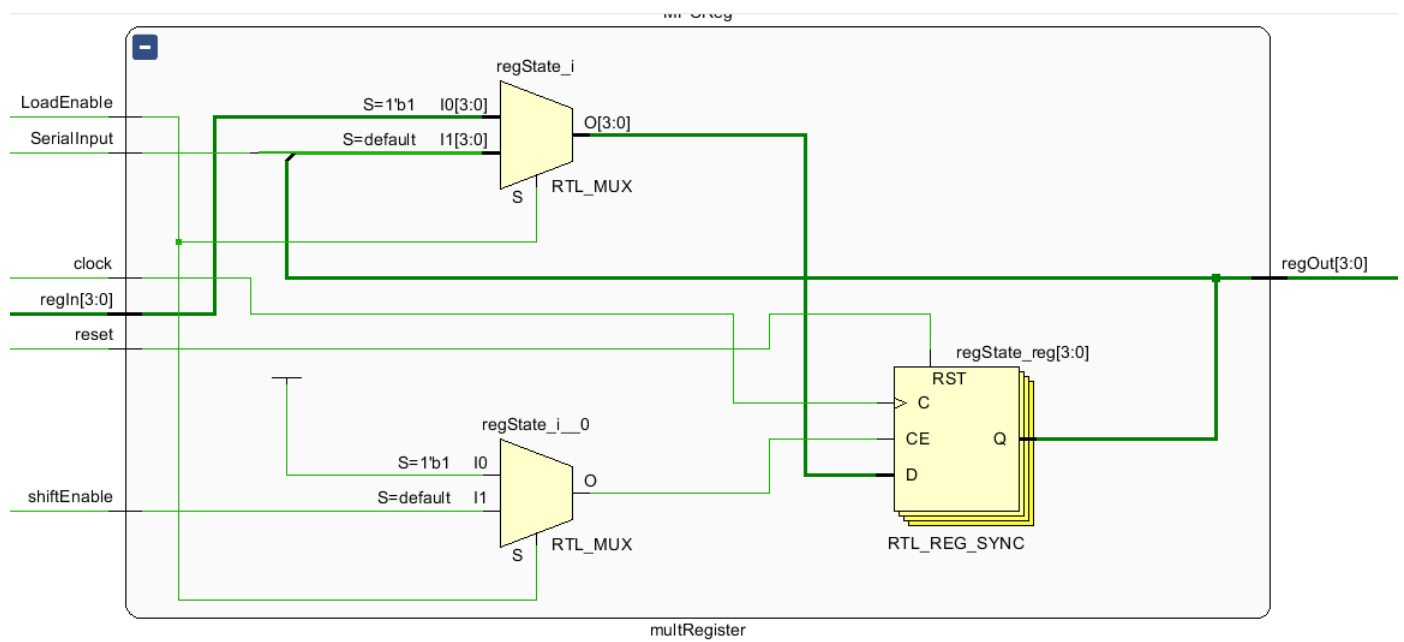 regState_i
LoadEnable
S=1'b1 I0[3:0]
O[3:0]
SerialInput
S=default I1[3:0]
S
RTL_MUX
clock
regOut[3:0]
regIn[3:0]
reset
regState_reg[3:0]
RST
C
regState_i__0
CE
Q
S=1'b1 I0
D
O
shiftEnable
S=default I1
S
RTL_MUX
RTL_REG_SYNC
multRegister